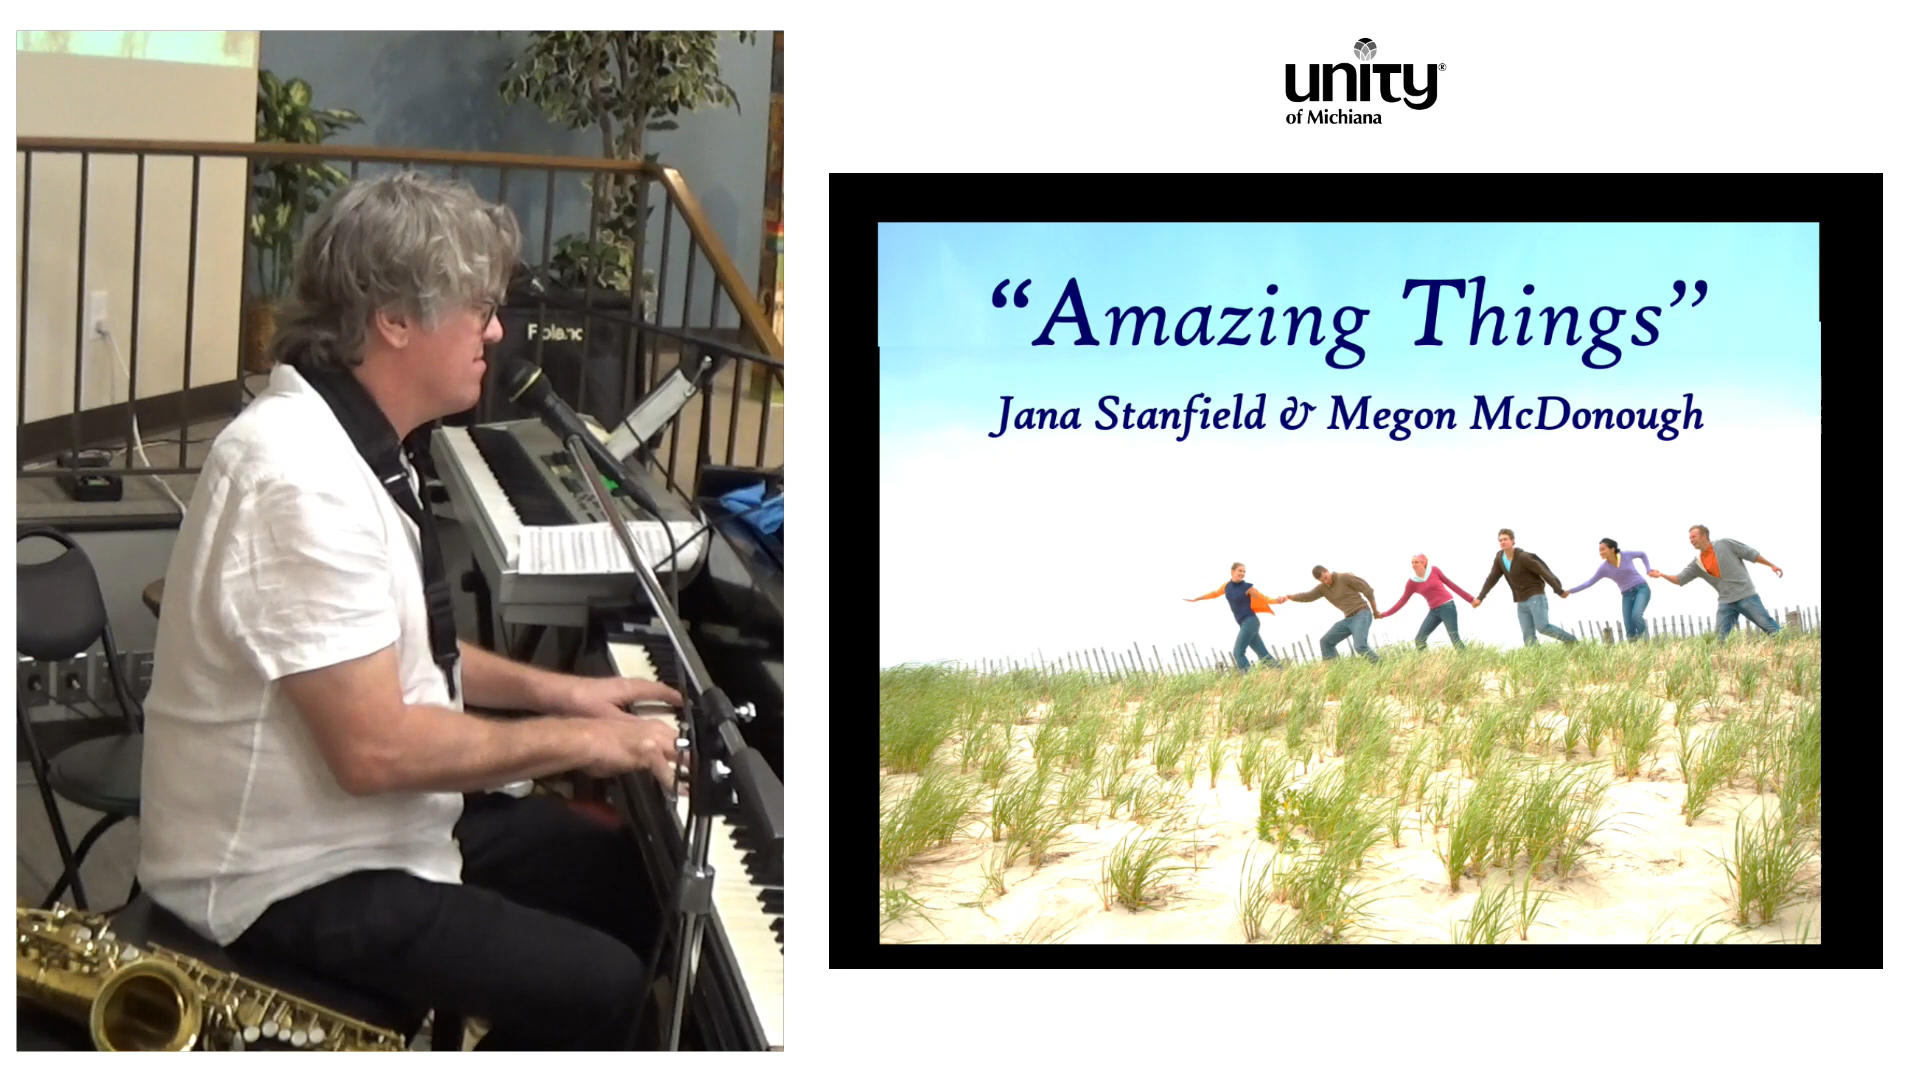 unity®
of Michiana
Roland
“Amazing Things”
Jana Stanfield & Megon McDonough